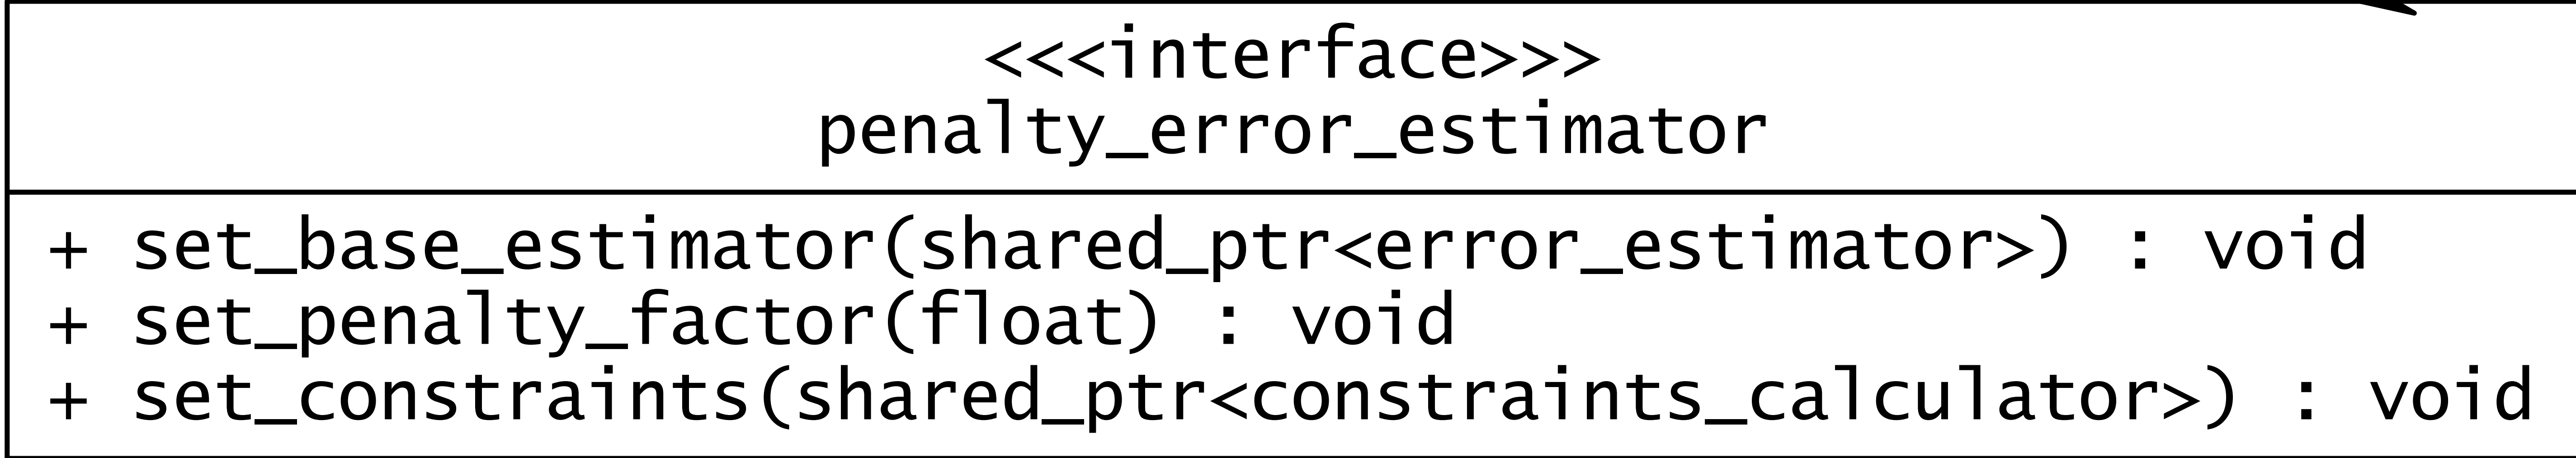 <<<interface>>>
penalty_error_estimator
+ set_base_estimator(shared_ptr<error_estimator>) : void
+ set_penalty_factor(float) : void
+ set_constraints(shared_ptr<constraints_calculator>) : void